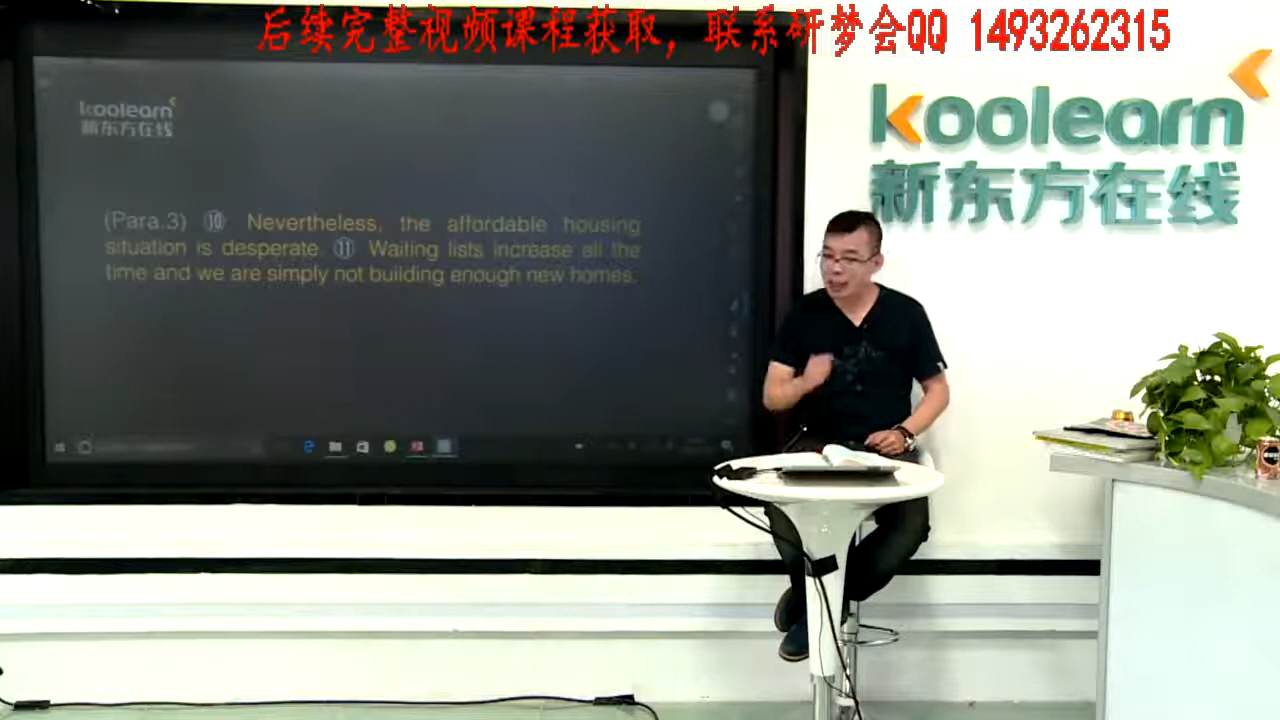 后续完整视频课程获取，联系研梦会QQ 1493262315
koolearn
新东方在线
koolearn
新东方在线
(Para.3) ⑩ Nevertheless, the affordable housing
situation is desperate. ⑪ Waiting lists increase all the
time and we are simply not building enough new homes.